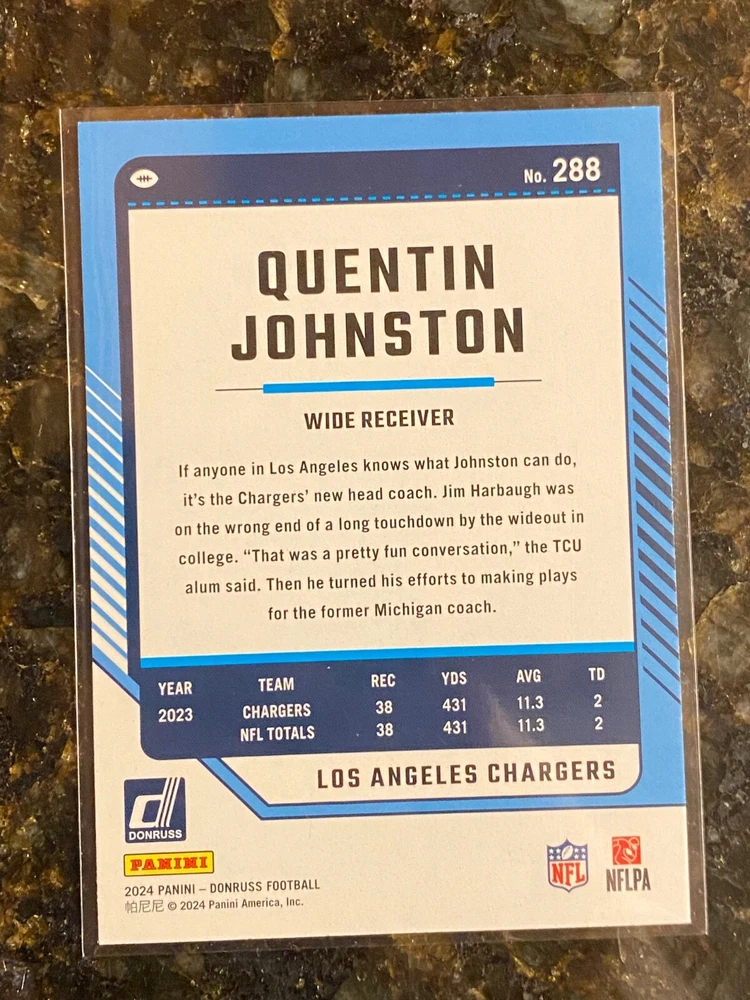 No. 288
QUENTIN
JOHNSTON
WIDE RECEIVER
If anyone in Los Angeles knows what Johnston can do,
it's the Chargers' new head coach. Jim Harbaugh was
on the wrong end of a long touchdown by the wideout in
college. “That was a pretty fun conversation,” the TCU
alum said. Then he turned his efforts to making plays
for the former Michigan coach.
YEAR TEAM REC YDS AVG TD
2023 CHARGERS 38 431 11.3 2
NFL TOTALS 38 431 11.3 2
LOS ANGELES CHARGERS
d
DONRUSS
PANINI
2024 PANINI – DONRUSS FOOTBALL
帕尼尼 © 2024 Panini America, Inc.
NFL
NFLPA